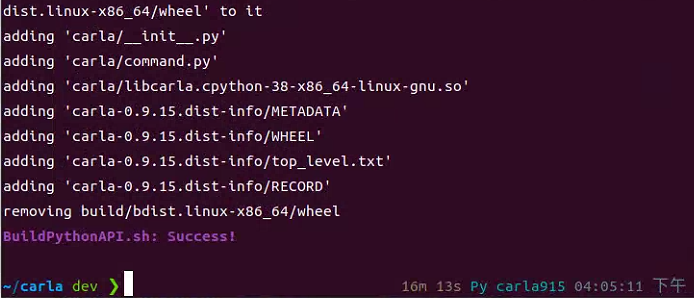 dist.linux-x86_64/wheel' to it
adding 'carla/__init__.py'
adding 'carla/command.py'
adding 'carla/libcarla.cpython-38-x86_64-linux-gnu.so'
adding 'carla-0.9.15.dist-info/METADATA'
adding 'carla-0.9.15.dist-info/WHEEL'
adding 'carla-0.9.15.dist-info/top_level.txt'
adding 'carla-0.9.15.dist-info/RECORD'
removing build/bdist.linux-x86_64/wheel
BuildPythonAPI.sh: Success!
~/carla dev ❯ 16m 13s Py carla915 04:05:11 下午